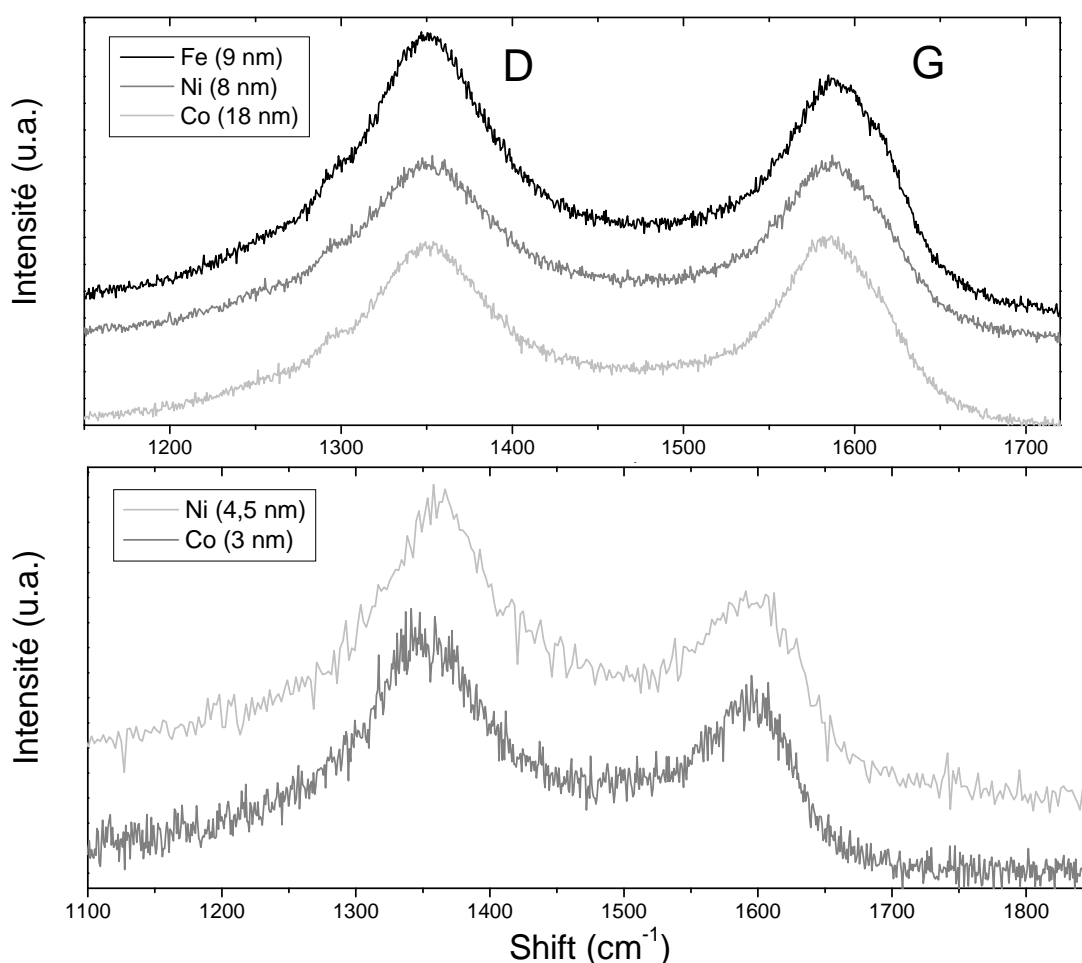 Fe (9 nm)
Ni (8 nm)
Co (18 nm)
D
G
Intensité (u.a.)
1200 1300 1400 1500 1600 1700
Ni (4,5 nm)
Co (3 nm)
Intensité (u.a.)
1100 1200 1300 1400 1500 1600 1700 1800
Shift (cm⁻¹)